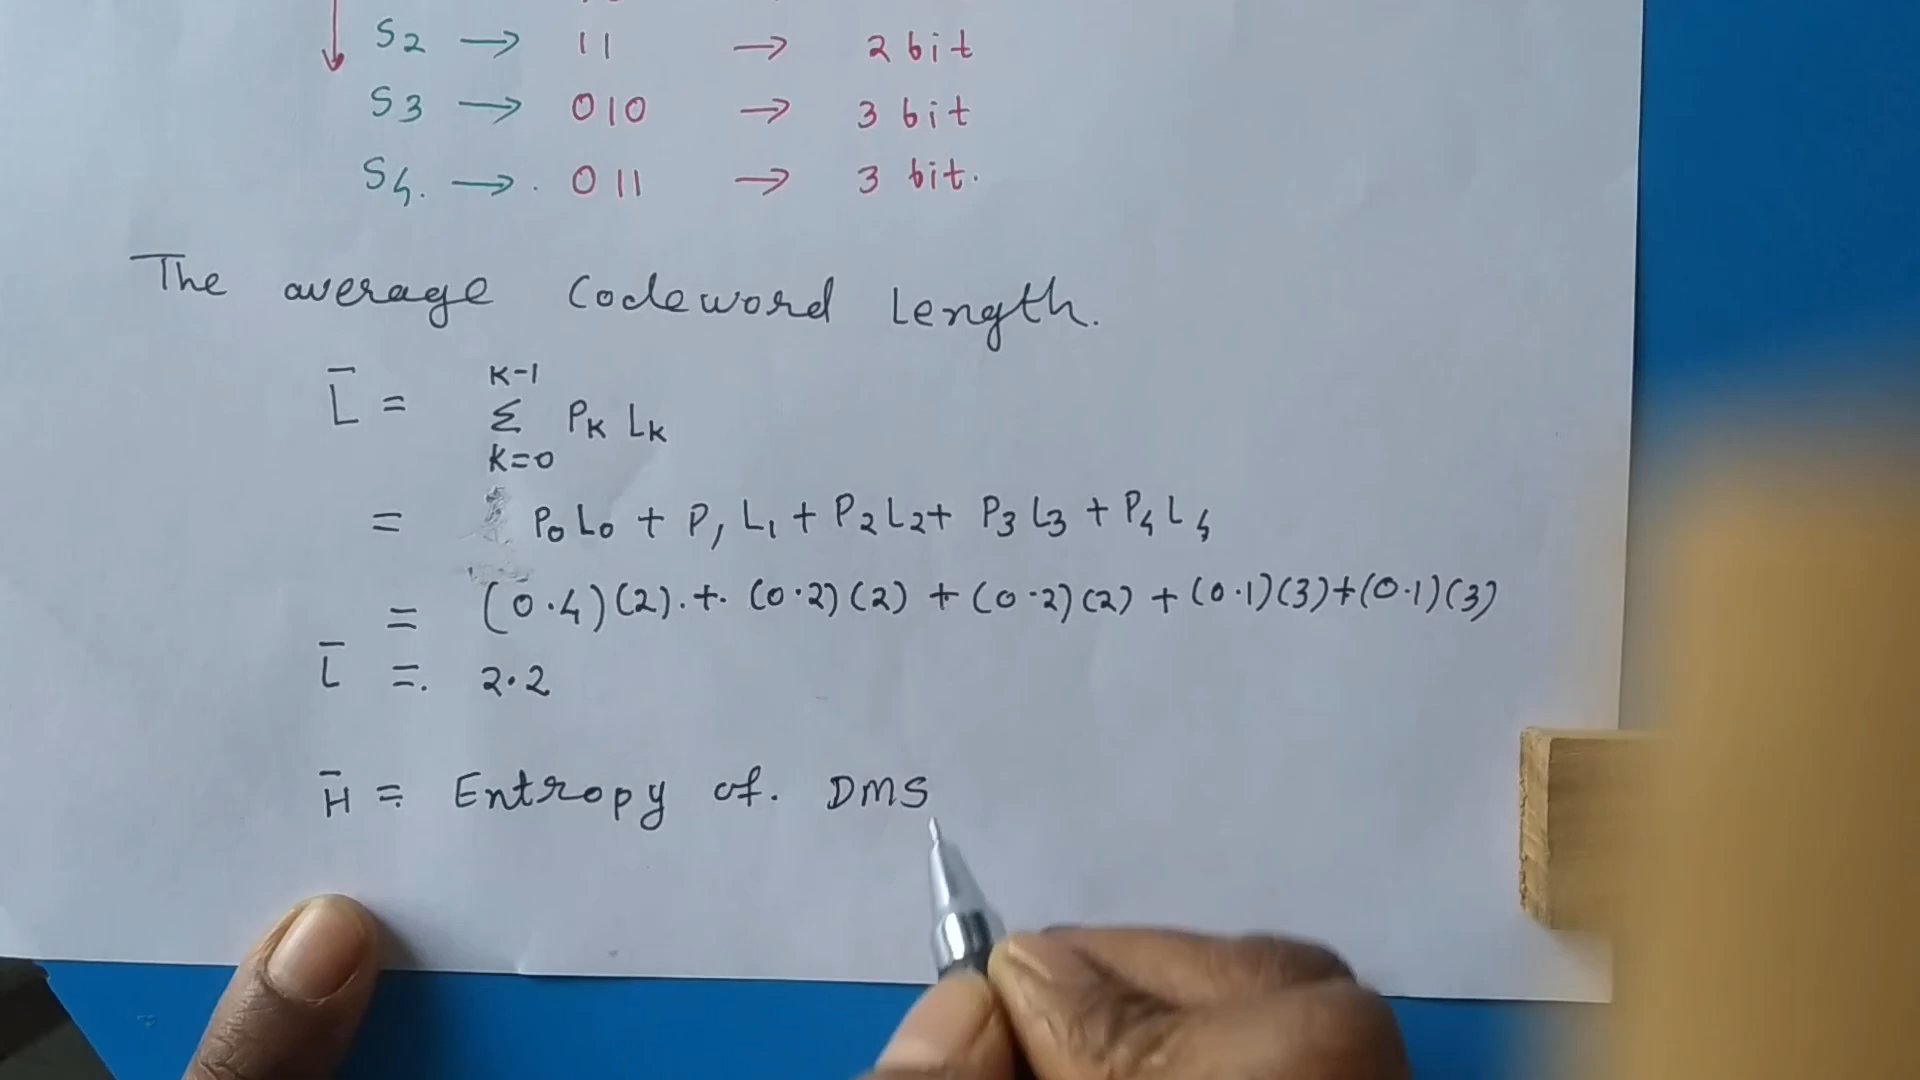 S2 → 11 → 2 bit
S3 → 010 → 3 bit
S4. → . 011 → 3 bit.
The average Codeword Length.
K-1
L̅ = Σ PK LK
K=0
= P0 L0 + P1 L1 + P2 L2 + P3 L3 + P4 L4
= (0.4)(2).+. (0.2)(2) + (0.2)(2) + (0.1)(3)+(0.1)(3)
L̅ =. 2.2
H̅ = Entropy of. DMS